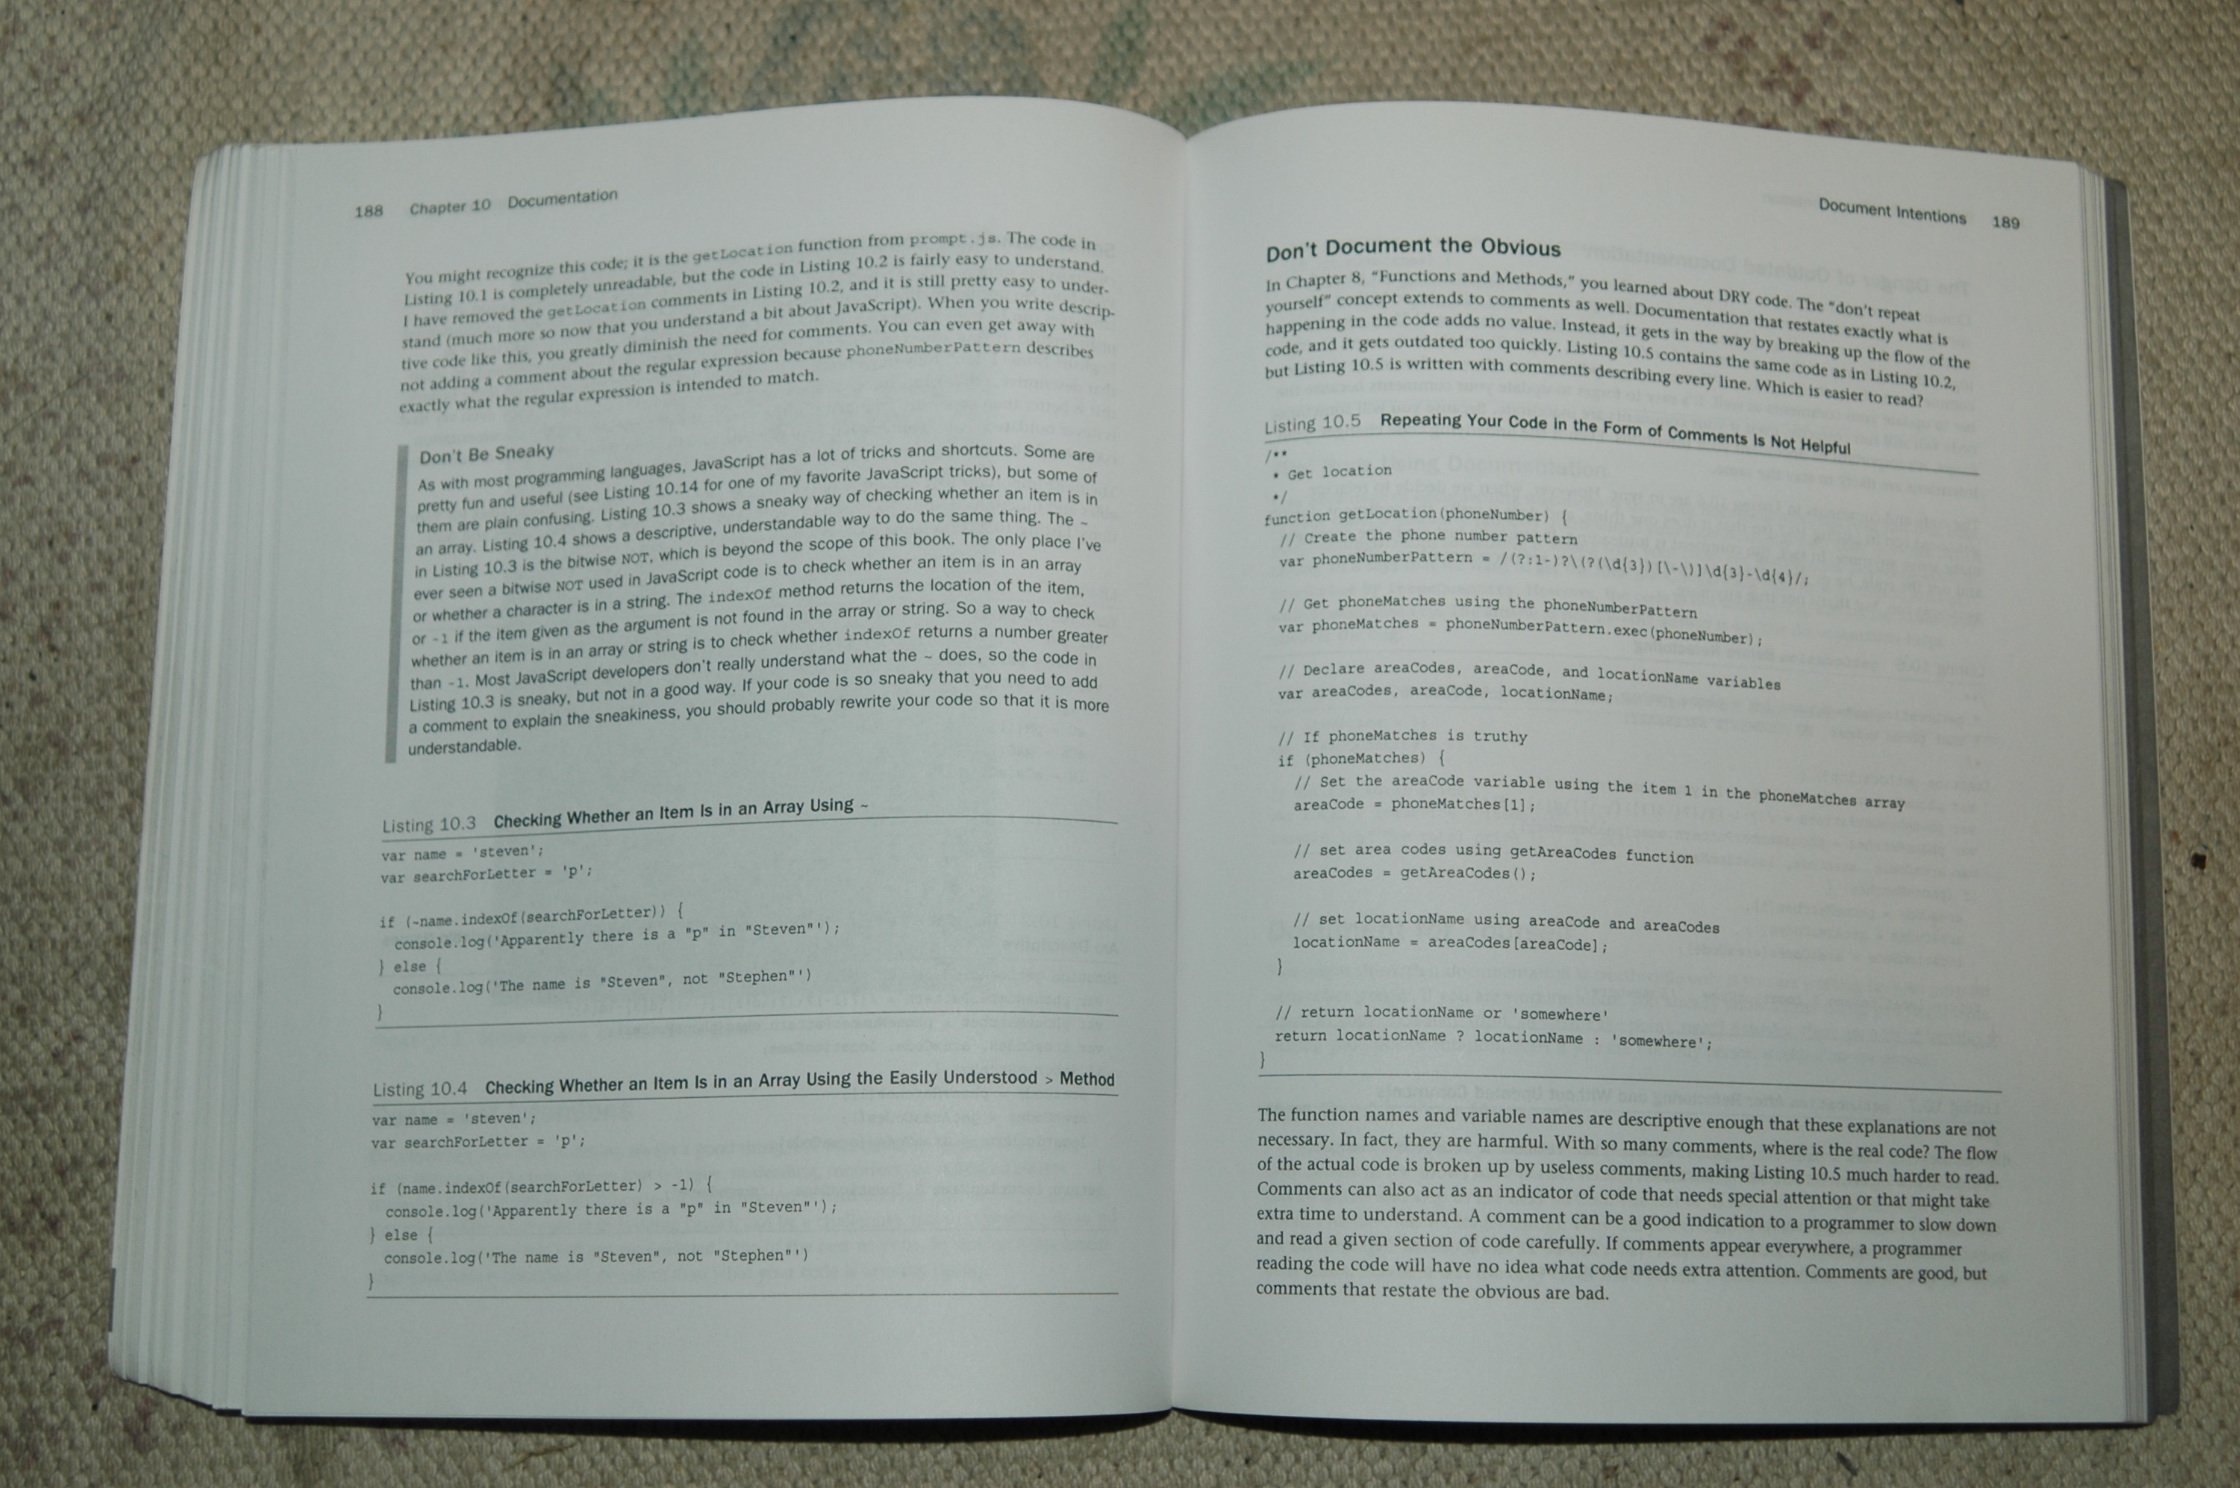 188 Chapter 10 Documentation
You might recognize this code; it is the getLocation function from prompt.js. The code in
Listing 10.1 is completely unreadable, but the code in Listing 10.2 is fairly easy to understand.
I have removed the getLocation comments in Listing 10.2, and it is still pretty easy to under-
stand (much more so now that you understand a bit about JavaScript). When you write descrip-
tive code like this, you greatly diminish the need for comments. You can even get away with
not adding a comment about the regular expression because phoneNumberPattern describes
exactly what the regular expression is intended to match.
Don't Be Sneaky
As with most programming languages, JavaScript has a lot of tricks and shortcuts. Some are
pretty fun and useful (see Listing 10.14 for one of my favorite JavaScript tricks), but some of
them are plain confusing. Listing 10.3 shows a sneaky way of checking whether an item is in
an array. Listing 10.4 shows a descriptive, understandable way to do the same thing. The ~
in Listing 10.3 is the bitwise NOT, which is beyond the scope of this book. The only place I've
ever seen a bitwise NOT used in JavaScript code is to check whether an item is in an array
or whether a character is in a string. The indexOf method returns the location of the item,
or -1 if the item given as the argument is not found in the array or string. So a way to check
whether an item is in an array or string is to check whether indexOf returns a number greater
than -1. Most JavaScript developers don't really understand what the ~ does, so the code in
Listing 10.3 is sneaky, but not in a good way. If your code is so sneaky that you need to add
a comment to explain the sneakiness, you should probably rewrite your code so that it is more
understandable.
Listing 10.3 Checking Whether an Item Is in an Array Using ~
var name = 'steven';
var searchForLetter = 'p';
if (~name.indexOf(searchForLetter)) {
console.log('Apparently there is a "p" in "Steven"');
} else {
console.log('The name is "Steven", not "Stephen"')
}
Listing 10.4 Checking Whether an Item Is in an Array Using the Easily Understood > Method
var name = 'steven';
var searchForLetter = 'p';
if (name.indexOf(searchForLetter) > -1) {
console.log('Apparently there is a "p" in "Steven"');
} else {
console.log('The name is "Steven", not "Stephen"')
}
Document Intentions 189
Don't Document the Obvious
In Chapter 8, "Functions and Methods," you learned about DRY code. The "don't repeat
yourself" concept extends to comments as well. Documentation that restates exactly what is
happening in the code adds no value. Instead, it gets in the way by breaking up the flow of the
code, and it gets outdated too quickly. Listing 10.5 contains the same code as in Listing 10.2,
but Listing 10.5 is written with comments describing every line. Which is easier to read?
Listing 10.5 Repeating Your Code in the Form of Comments Is Not Helpful
/**
* Get location
*/
function getLocation(phoneNumber) {
// Create the phone number pattern
var phoneNumberPattern = /(?:1-)?\(?(\d{3})[\-\)]\d{3}-\d{4}/;
// Get phoneMatches using the phoneNumberPattern
var phoneMatches = phoneNumberPattern.exec(phoneNumber);
// Declare areaCodes, areaCode, and locationName variables
var areaCodes, areaCode, locationName;
// If phoneMatches is truthy
if (phoneMatches) {
// Set the areaCode variable using the item 1 in the phoneMatches array
areaCode = phoneMatches[1];
// set area codes using getAreaCodes function
areaCodes = getAreaCodes();
// set locationName using areaCode and areaCodes
locationName = areaCodes[areaCode];
}
// return locationName or 'somewhere'
return locationName ? locationName : 'somewhere';
}
The function names and variable names are descriptive enough that these explanations are not
necessary. In fact, they are harmful. With so many comments, where is the real code? The flow
of the actual code is broken up by useless comments, making Listing 10.5 much harder to read.
Comments can also act as an indicator of code that needs special attention or that might take
extra time to understand. A comment can be a good indication to a programmer to slow down
and read a given section of code carefully. If comments appear everywhere, a programmer
reading the code will have no idea what code needs extra attention. Comments are good, but
comments that restate the obvious are bad.